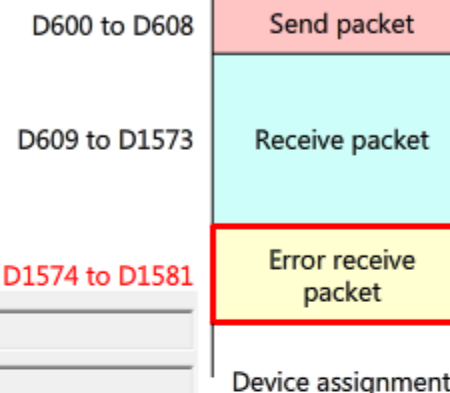 D600 to D608 Send packet
D609 to D1573 Receive packet
D1574 to D1581 Error receive
packet
Device assignment